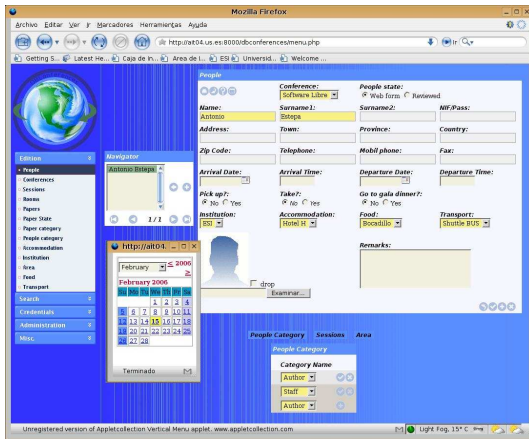 Mozilla Firefox
Archivo Editar Ver Ir Marcadores Herramientas Ayuda
http://ait04.us.es:8000/dbconferences/menu.php
Ir
Getting S... Latest He... Caja de in... Area de I... ESI Universid... Welcome ...
People
Conference: People state:
Software Libre Web form Reviewed
Name: Surname1: Surname2: NIF/Pass:
Antonio Estepa
Address: Town: Province: Country:
Zip Code: Telephone: Mobil phone: Fax:
Arrival Date: Arrival Time: Departure Date: Departure Time:
Pick up?: Take?: Go to gala dinner?:
No Yes No Yes No Yes
Institution: Accommodation: Food: Transport:
ESI Hotel H Bocadillo Shuttle BUS
Remarks:
drop
Examinar...
Edition
People
Conferences
Sessions
Rooms
Papers
Paper State
Paper category
People category
Accommodation
Institution
Area
Food
Transport
Search
Credentials
Administration
Misc.
Navigator
Antonio Estepa
1/1
http://ait04.
February ≤ 2006
≥
February 2006
Su Mo Tu We Th Fr Sa
1 2 3 4
5 6 7 8 9 10 11
12 13 14 15 16 17 18
19 20 21 22 23 24 25
26 27 28
Terminado
People Category Sessions Area
People Category
Category Name
Author
Staff
Author
Unregistered version of Appletcollection Vertical Menu applet. www.appletcollection.com
Light Fog, 15° C